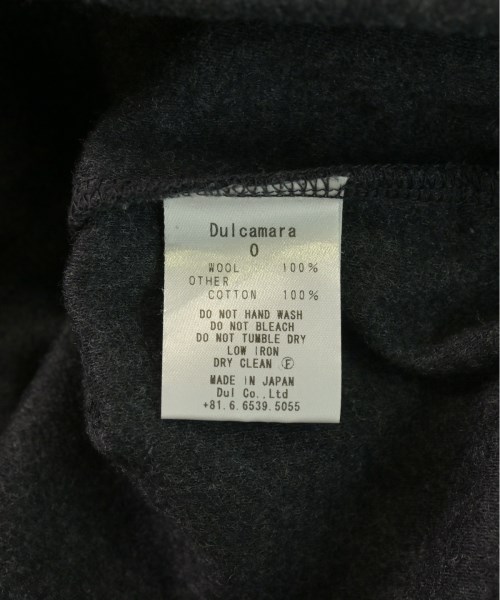 Dulcamara
0
WOOL 100%
OTHER
COTTON 100%
DO NOT HAND WASH
DO NOT BLEACH
DO NOT TUMBLE DRY
LOW IRON
DRY CLEAN Ⓕ
MADE IN JAPAN
Dul Co.,Ltd
+81.6.6539.5055